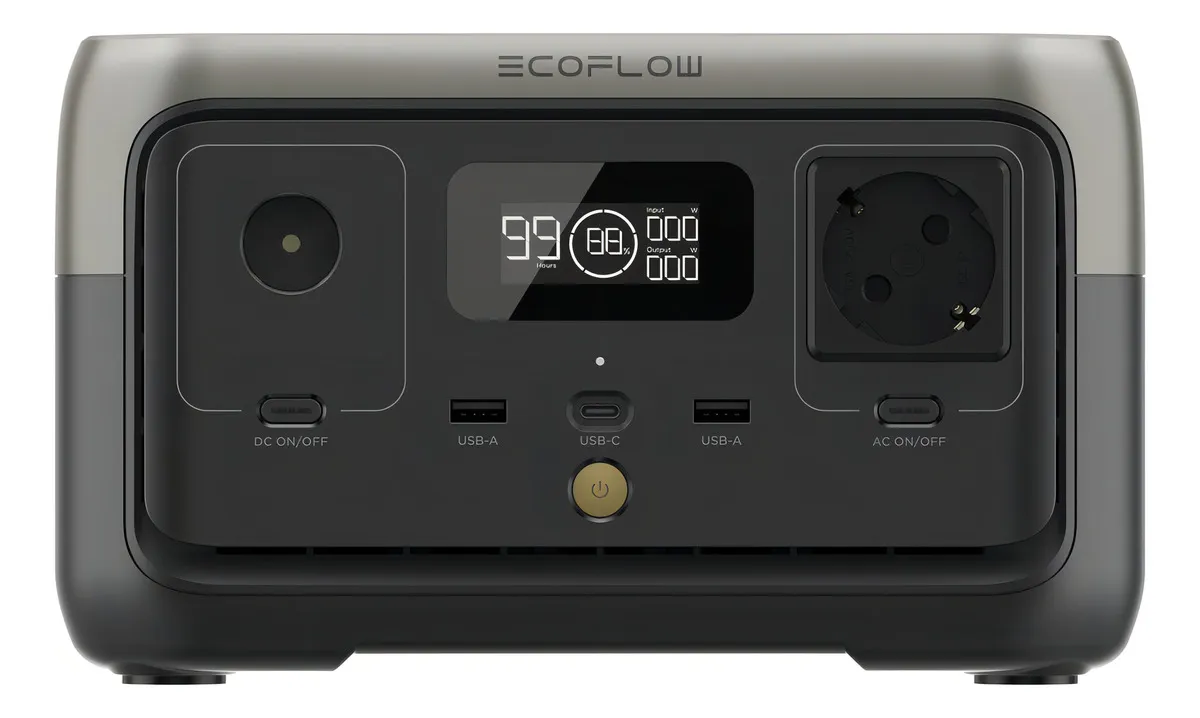 ECOFLOW
99 Hours
88 %
Input W
000
Output W
000
DC ON/OFF
USB-A
USB-C
USB-A
AC ON/OFF